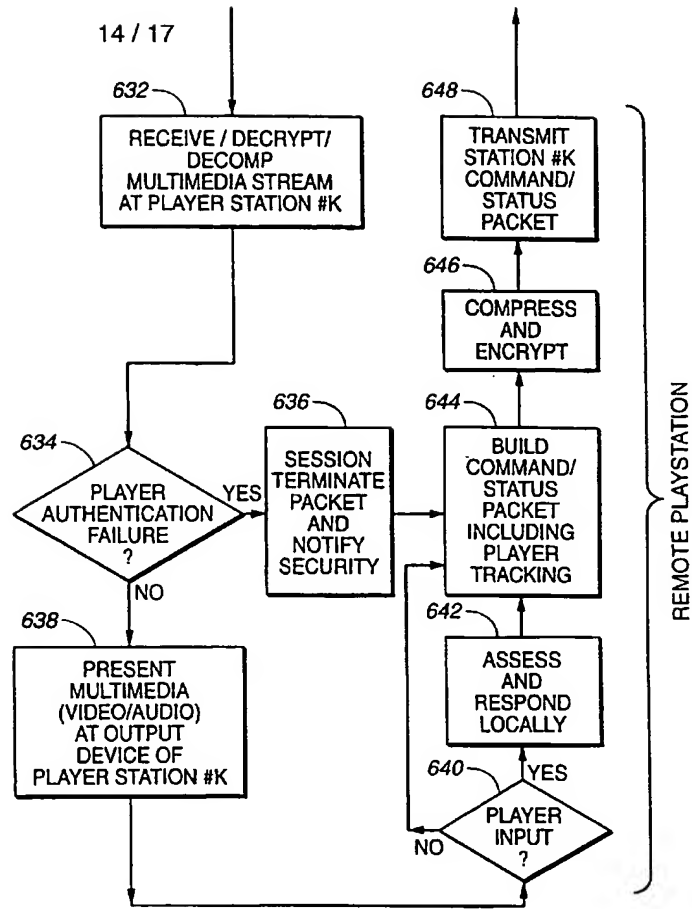 14 / 17
632
RECEIVE / DECRYPT/
DECOMP
MULTIMEDIA STREAM
AT PLAYER STATION #K
634
PLAYER
AUTHENTICATION
FAILURE
?
YES
NO
636
SESSION
TERMINATE
PACKET
AND
NOTIFY
SECURITY
638
PRESENT
MULTIMEDIA
(VIDEO/AUDIO)
AT OUTPUT
DEVICE OF
PLAYER STATION #K
648
TRANSMIT
STATION #K
COMMAND/
STATUS
PACKET
646
COMPRESS
AND
ENCRYPT
644
BUILD
COMMAND/
STATUS
PACKET
INCLUDING
PLAYER
TRACKING
642
ASSESS
AND
RESPOND
LOCALLY
640
YES
PLAYER
INPUT
?
NO
REMOTE PLAYSTATION